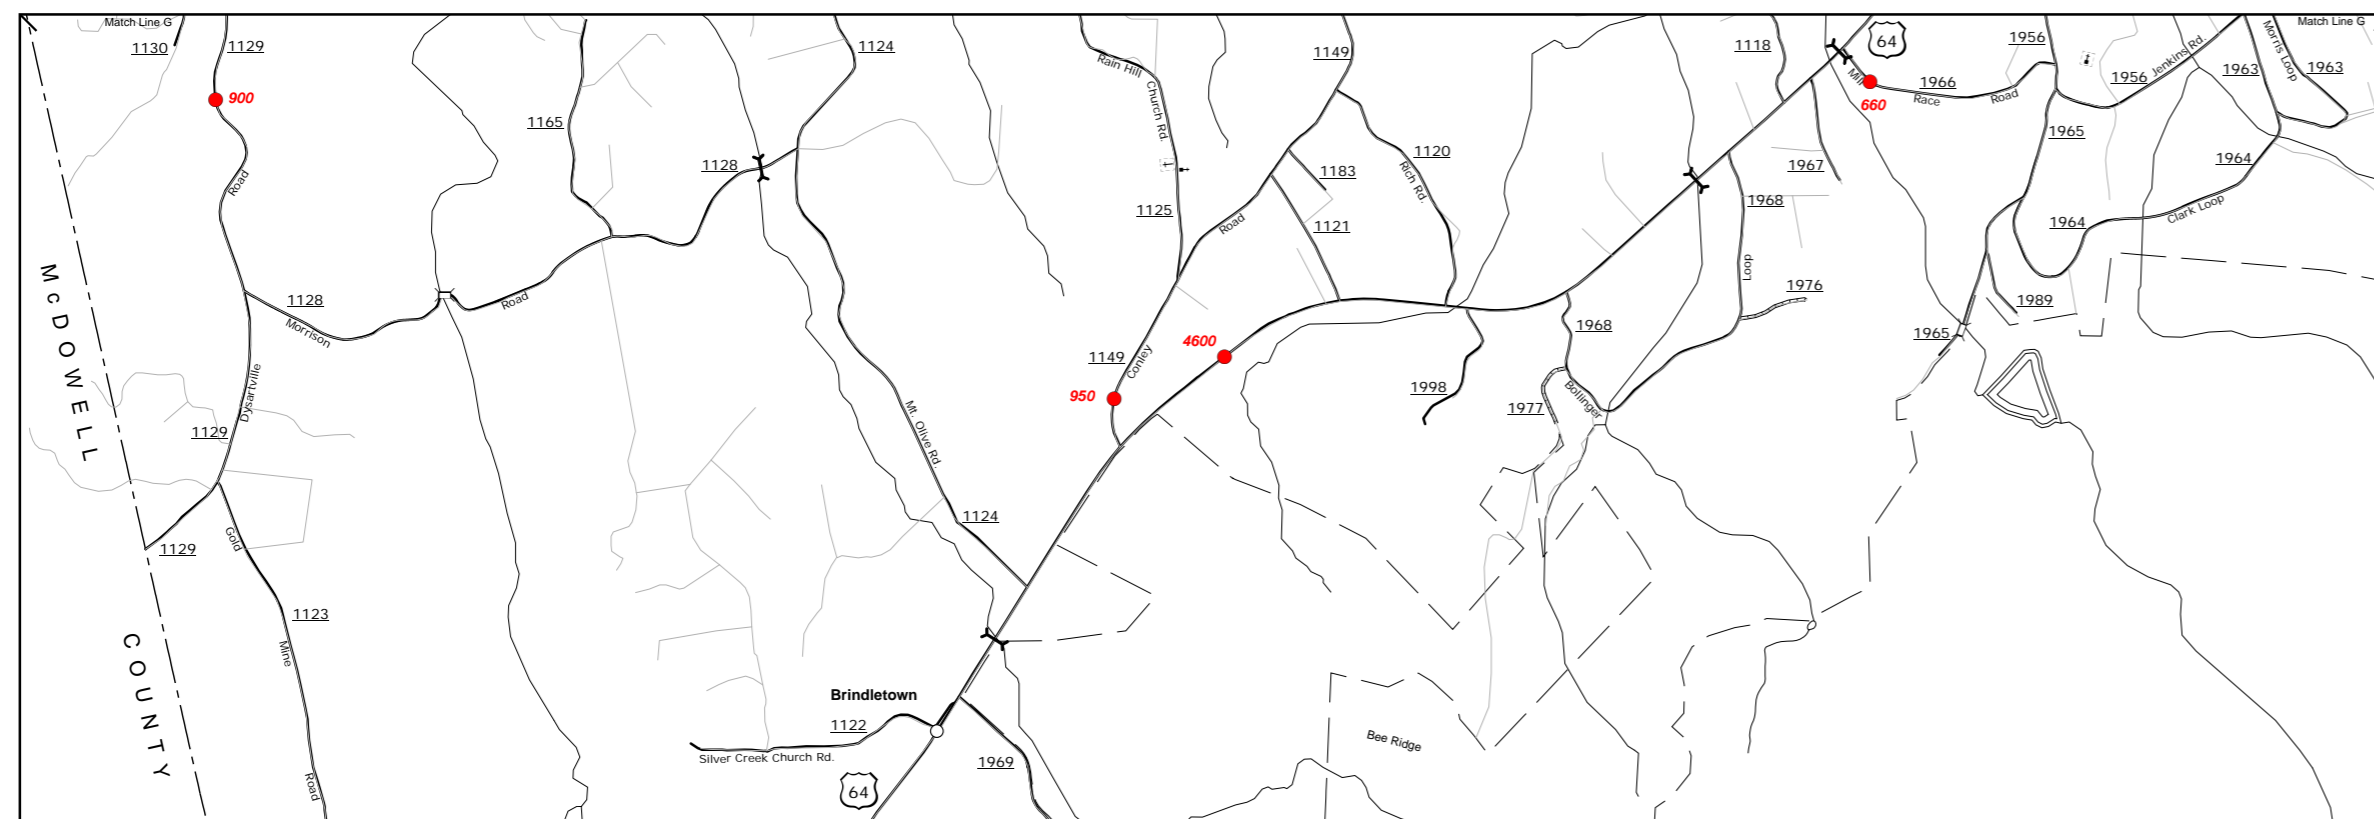 Match Line G
Match Line G
1130
1129
1124
1149
1118
64
1956
1956
Jenkins Rd.
1963
Morris Loop
1963
900
1165
1128
Rain Hill
Church Rd.
1125
1183
1121
1120
Rich Rd.
Road
Mill
1966
Race
Road
660
1965
1967
1968
1964
1964
Clark Loop
Road
1128
Morrison
Road
Loop
1976
1989
1965
McDOWELL
COUNTY
Dysartville
1129
1129
Gold
1123
Mine
Road
Mt. Olive Rd.
1124
1149
Conley
950
4600
1998
1968
1977
Bollinger
Brindletown
1122
Silver Creek Church Rd.
64
1969
Bee Ridge